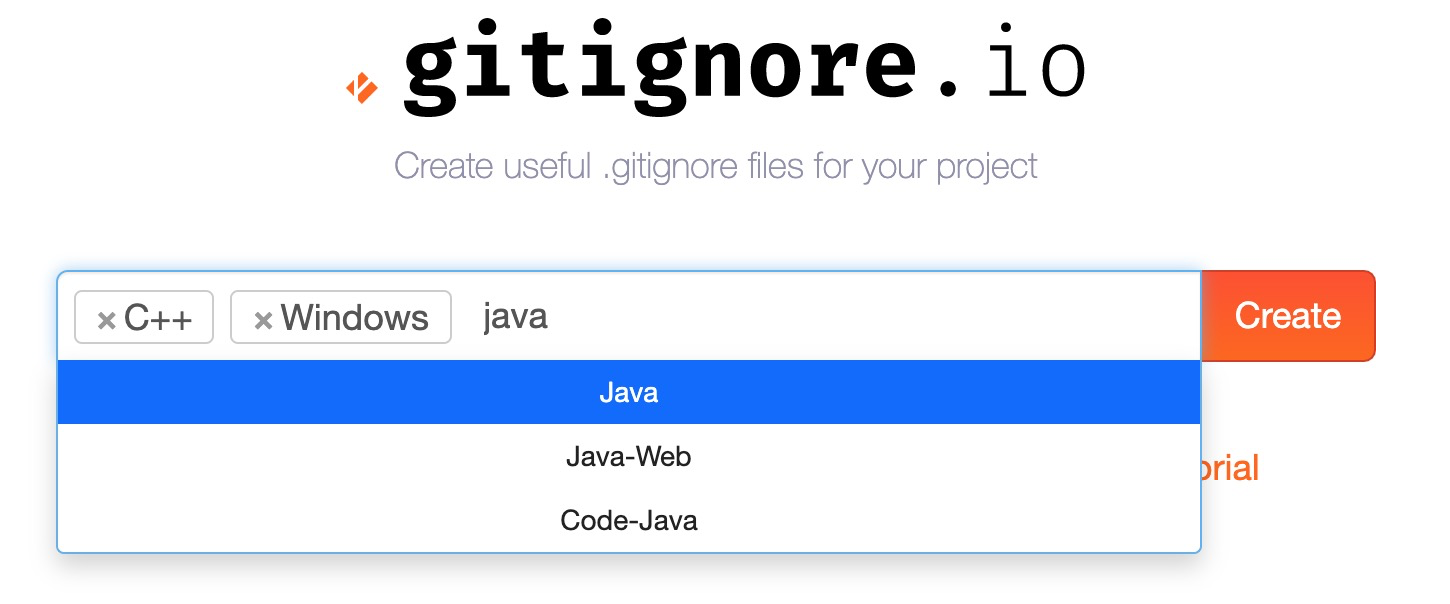 gitignore.io
Create useful .gitignore files for your project
× C++ × Windows java
Create
Java
Java-Web
orial
Code-Java